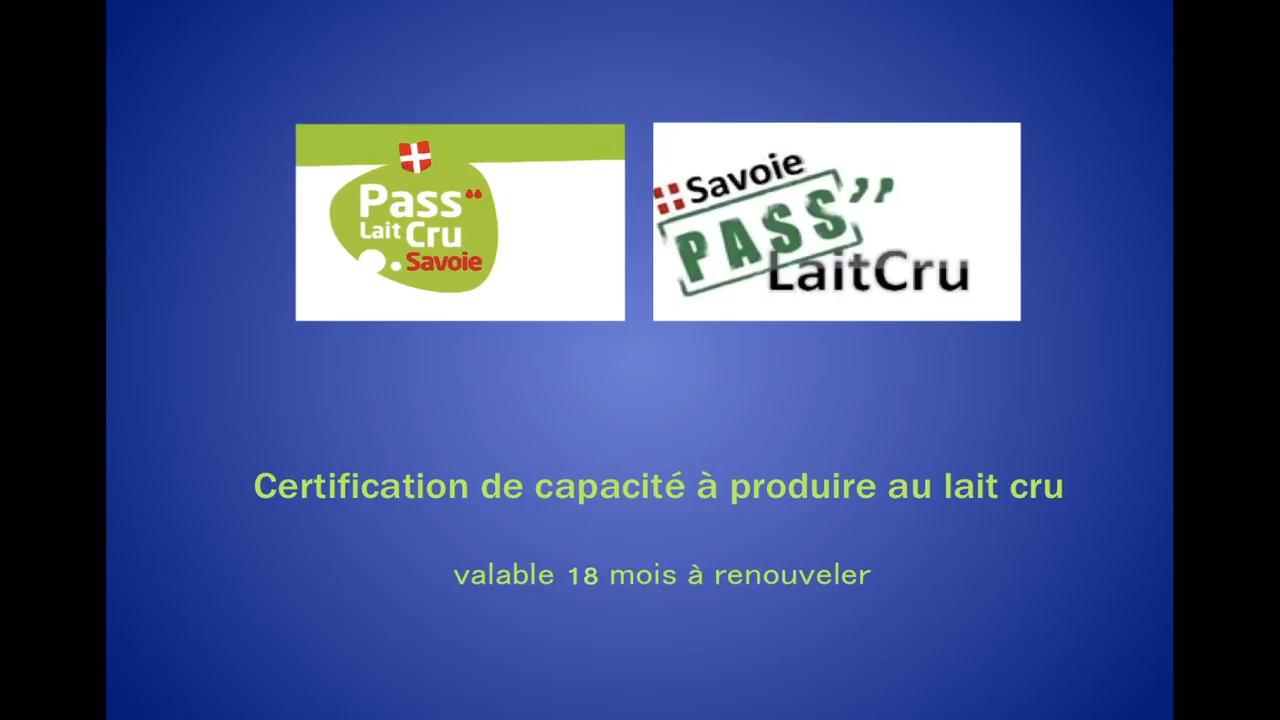 Pass"
Lait Cru
Savoie
Savoie
PASS''
LaitCru
Certification de capacité à produire au lait cru
valable 18 mois à renouveler